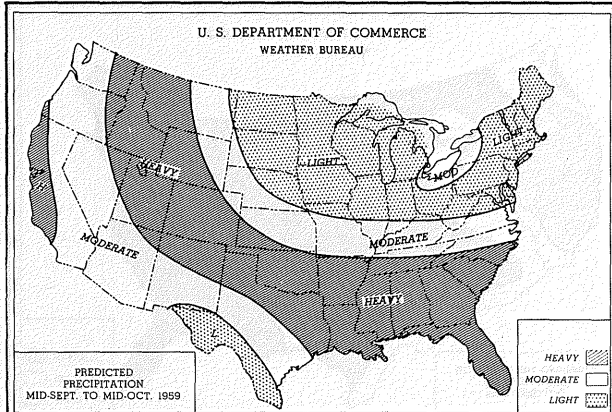 U. S. DEPARTMENT OF COMMERCE
WEATHER BUREAU
LIGHT
LIGHT
HEAVY
MOD
MODERATE
MODERATE
HEAVY
PREDICTED
PRECIPITATION
MID-SEPT. TO MID-OCT. 1959
HEAVY
MODERATE
LIGHT